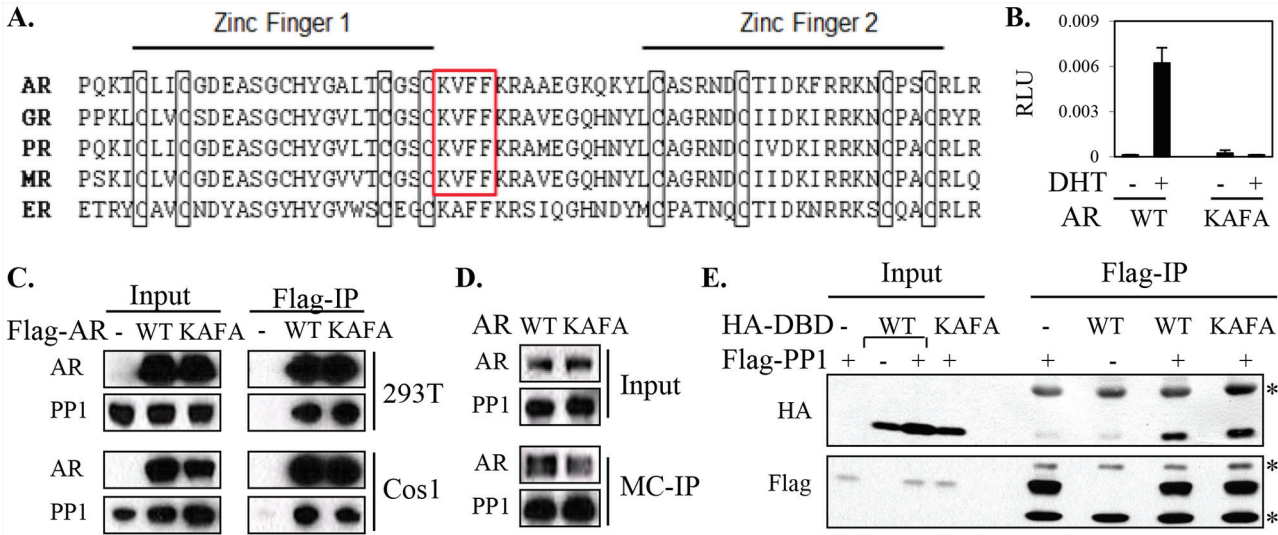 A.
Zinc Finger 1 Zinc Finger 2
AR PQKTCLICGDEASGCHYGALTCGSCKVFFKRAAEGKQKYLCASRNDCTIDKFRRKNCPSCRLR
GR PPKLCLVCSDEASGCHYGVLTCGSCKVFFKRAVEGQHNYLCAGRNDCIIDKIRRKNCPACRYR
PR PQKICLICGDEASGCHYGVLTCGSCKVFFKRAMEGQHNYLCAGRNDCIVDKIRRKNCPACRLR
MR PSKICLVCGDEASGCHYGVVTCGSCKVFFKRAVEGQHNYLCAGRNDCIIDKIRRKNCPACRLQ
ER ETRYCAVCNDYASGYHYGVWSCEGCKAFFKRSIQGHNDYMCPATNQCTIDKNRRKSCQACRLR
B.
0.009
0.006
0.003
0
RLU
DHT - + - +
AR WT KAFA
C.
Input Flag-IP
Flag-AR - WT KAFA - WT KAFA
AR
PP1
293T
AR
PP1
Cos1
D.
AR WT KAFA
AR
PP1
Input
AR
PP1
MC-IP
E.
Input Flag-IP
HA-DBD - WT KAFA - WT WT KAFA
Flag-PP1 + - + + + - + +
HA *
Flag *
*